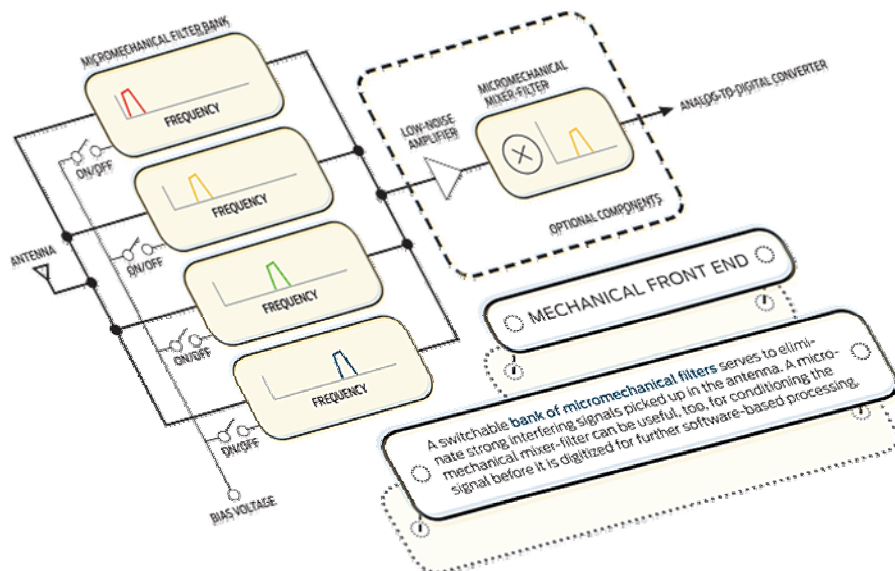 MICROMECHANICAL FILTER BANK
FREQUENCY
ON/OFF
FREQUENCY
ON/OFF
FREQUENCY
ON/OFF
FREQUENCY
ON/OFF
ANTENNA
BIAS VOLTAGE
LOW-NOISE
AMPLIFIER
MICROMECHANICAL
MIXER-FILTER
ANALOG-TO-DIGITAL CONVERTER
OPTIONAL COMPONENTS
MECHANICAL FRONT END
A switchable bank of micromechanical filters serves to elimi-
nate strong interfering signals picked up in the antenna. A micro-
mechanical mixer-filter can be useful, too, for conditioning the
signal before it is digitized for further software-based processing.